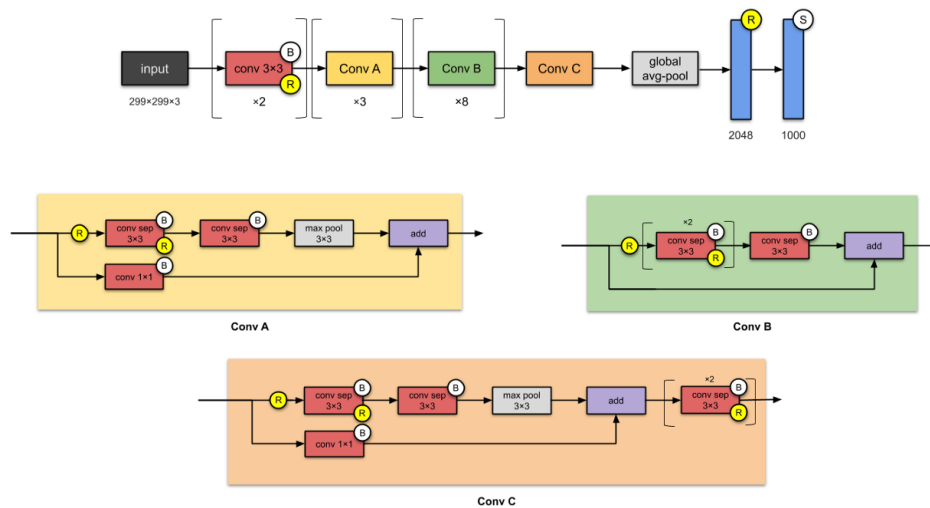 input
299×299×3
conv 3×3
B
R
×2
Conv A
×3
Conv B
×8
Conv C
global
avg-pool
R
2048
S
1000
R
conv sep
3×3
B
R
conv sep
3×3
B
max pool
3×3
add
conv 1×1
B
Conv A
R
×2
conv sep
3×3
B
R
conv sep
3×3
B
add
Conv B
R
conv sep
3×3
B
R
conv sep
3×3
B
max pool
3×3
add
×2
conv sep
3×3
B
R
conv 1×1
B
Conv C